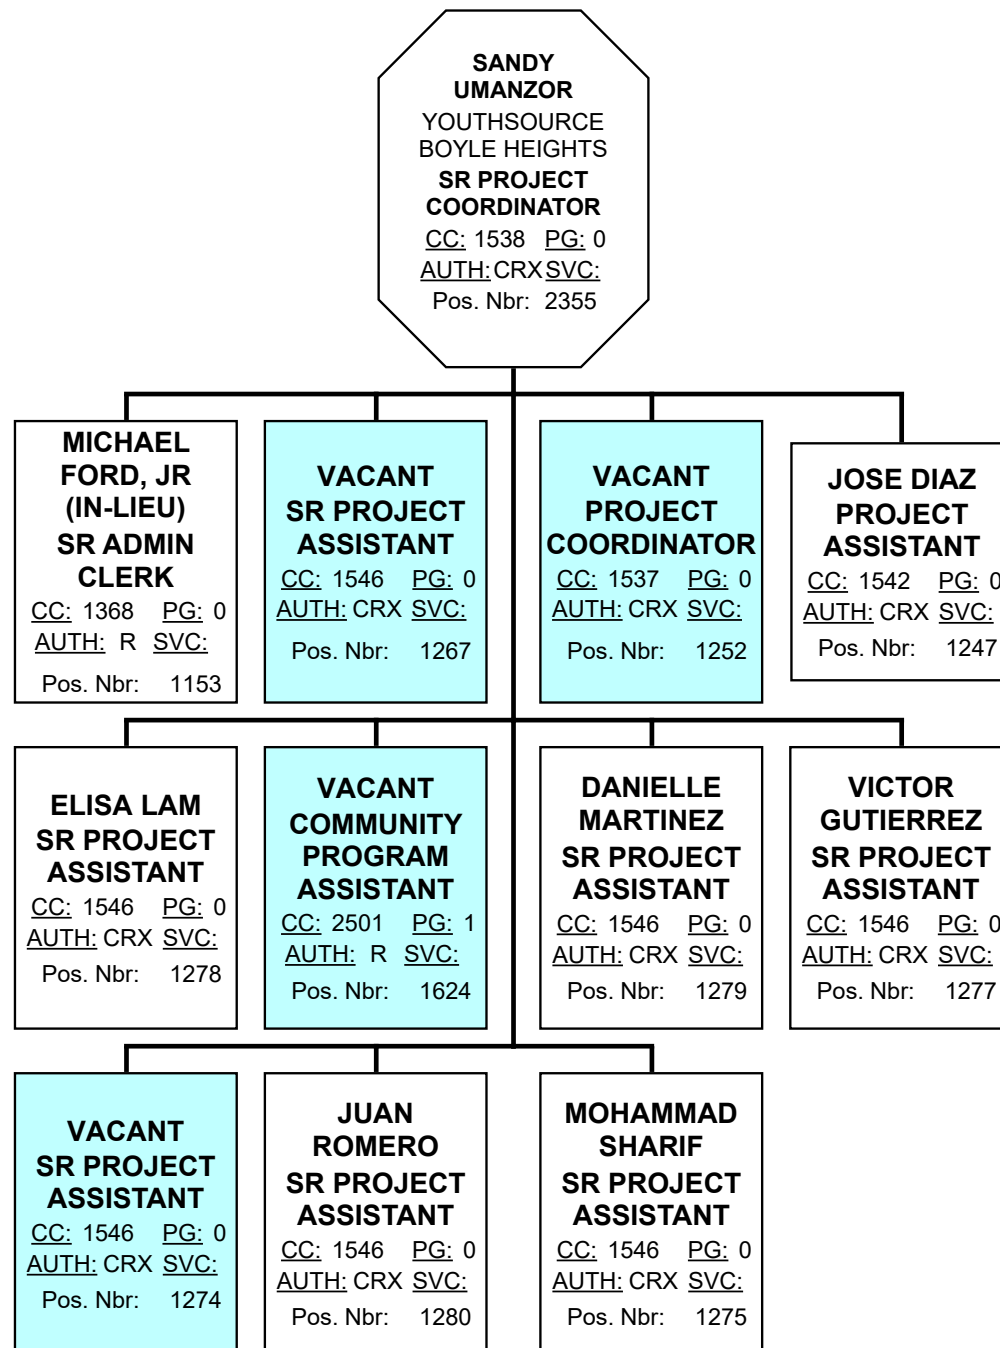 SANDY
UMANZOR
YOUTHSOURCE
BOYLE HEIGHTS
SR PROJECT
COORDINATOR
CC: 1538 PG: 0
AUTH: CRX SVC:
Pos. Nbr: 2355
MICHAEL
FORD, JR
(IN-LIEU)
SR ADMIN
CLERK
CC: 1368 PG: 0
AUTH: R SVC:
Pos. Nbr: 1153
VACANT
SR PROJECT
ASSISTANT
CC: 1546 PG: 0
AUTH: CRX SVC:
Pos. Nbr: 1267
VACANT
PROJECT
COORDINATOR
CC: 1537 PG: 0
AUTH: CRX SVC:
Pos. Nbr: 1252
JOSE DIAZ
PROJECT
ASSISTANT
CC: 1542 PG: 0
AUTH: CRX SVC:
Pos. Nbr: 1247
ELISA LAM
SR PROJECT
ASSISTANT
CC: 1546 PG: 0
AUTH: CRX SVC:
Pos. Nbr: 1278
VACANT
COMMUNITY
PROGRAM
ASSISTANT
CC: 2501 PG: 1
AUTH: R SVC:
Pos. Nbr: 1624
DANIELLE
MARTINEZ
SR PROJECT
ASSISTANT
CC: 1546 PG: 0
AUTH: CRX SVC:
Pos. Nbr: 1279
VICTOR
GUTIERREZ
SR PROJECT
ASSISTANT
CC: 1546 PG: 0
AUTH: CRX SVC:
Pos. Nbr: 1277
VACANT
SR PROJECT
ASSISTANT
CC: 1546 PG: 0
AUTH: CRX SVC:
Pos. Nbr: 1274
JUAN
ROMERO
SR PROJECT
ASSISTANT
CC: 1546 PG: 0
AUTH: CRX SVC:
Pos. Nbr: 1280
MOHAMMAD
SHARIF
SR PROJECT
ASSISTANT
CC: 1546 PG: 0
AUTH: CRX SVC:
Pos. Nbr: 1275